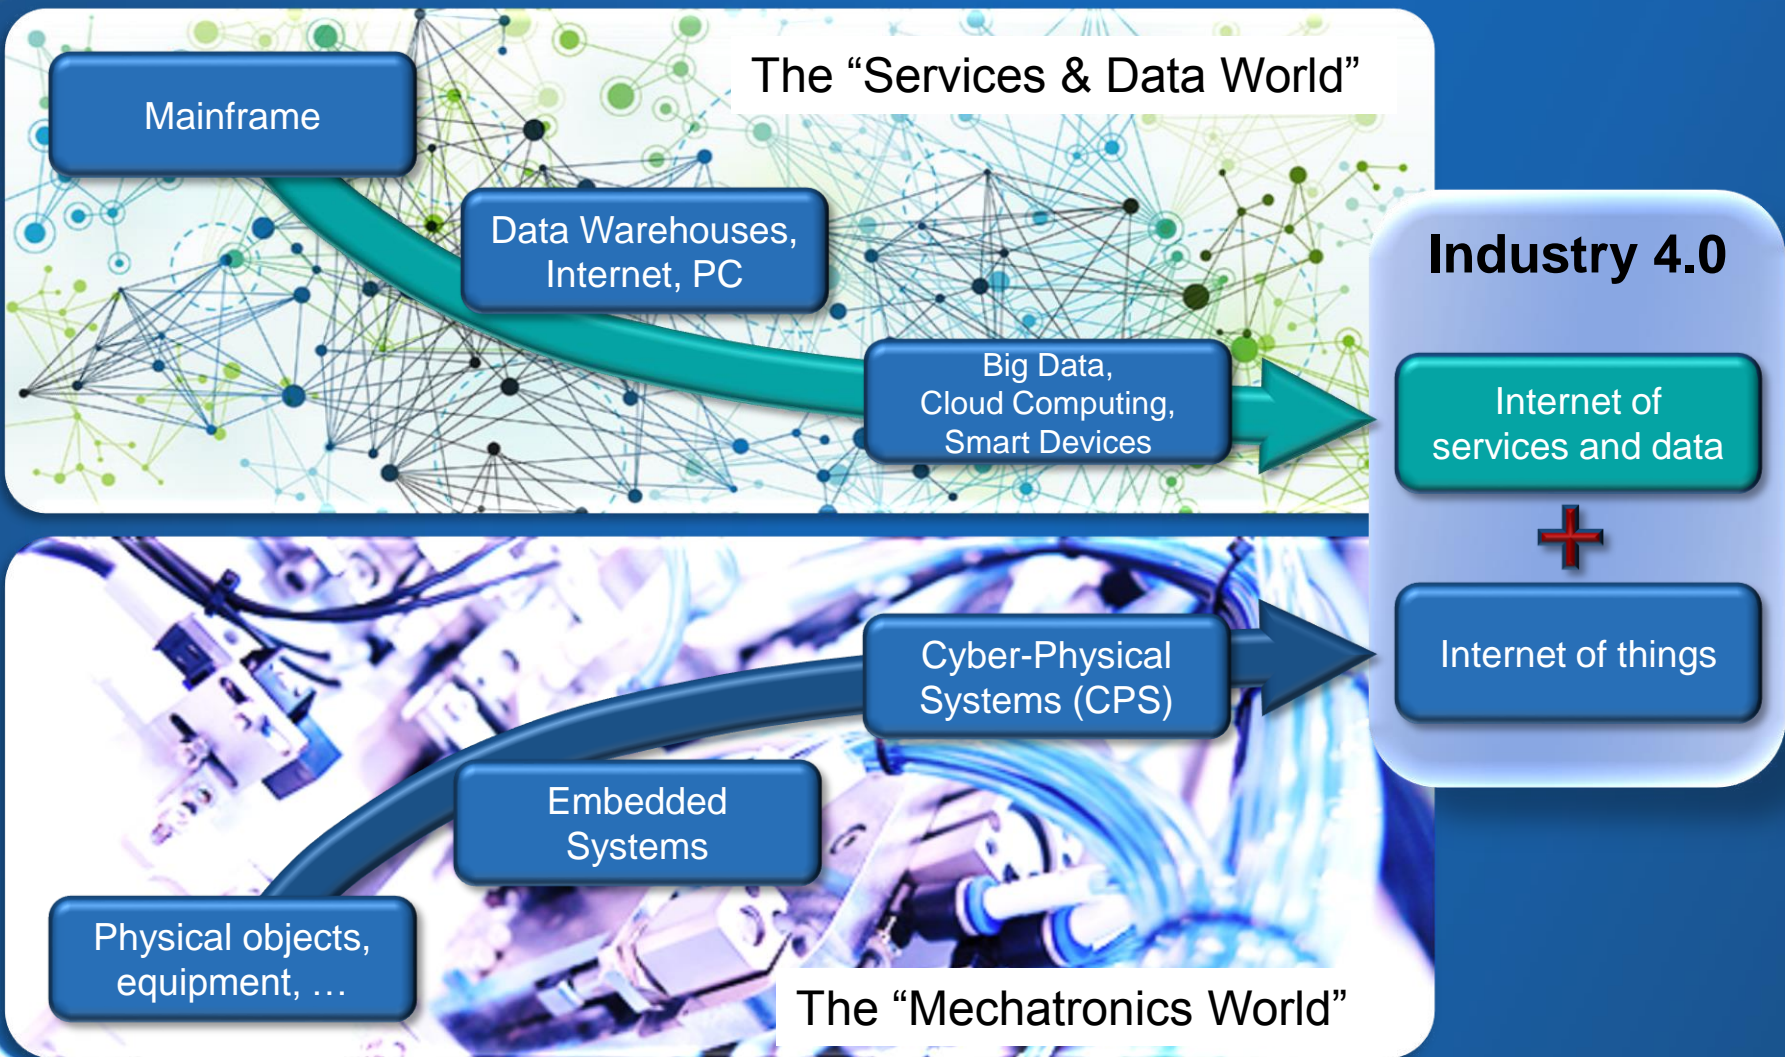 The “Services & Data World”
Mainframe
Data Warehouses,
Internet, PC
Big Data,
Cloud Computing,
Smart Devices
Industry 4.0
Internet of
services and data
Internet of things
Cyber-Physical
Systems (CPS)
Embedded
Systems
Physical objects,
equipment, …
The “Mechatronics World”